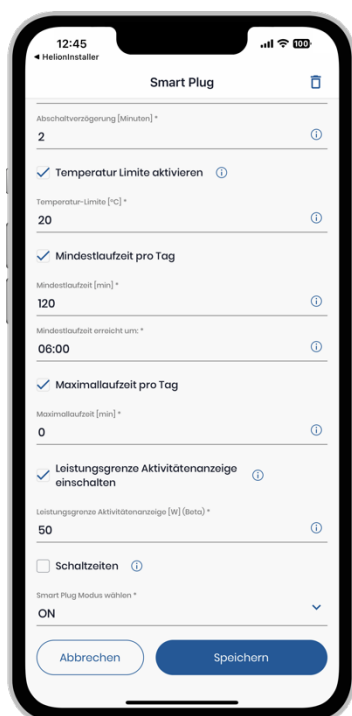 12:45
100
◀ HelionInstaller
Smart Plug
Abschaltverzögerung [Minuten] *
2
Temperatur Limite aktivieren
Temperatur-Limite [°C] *
20
Mindestlaufzeit pro Tag
Mindestlaufzeit [min] *
120
Mindestlaufzeit erreicht um: *
06:00
Maximallaufzeit pro Tag
Maximallaufzeit [min] *
0
Leistungsgrenze Aktivitätenanzeige
einschalten
Leistungsgrenze Aktivitätenanzeige [W] (Beta) *
50
Schaltzeiten
Smart Plug Modus wählen *
ON
Abbrechen
Speichern